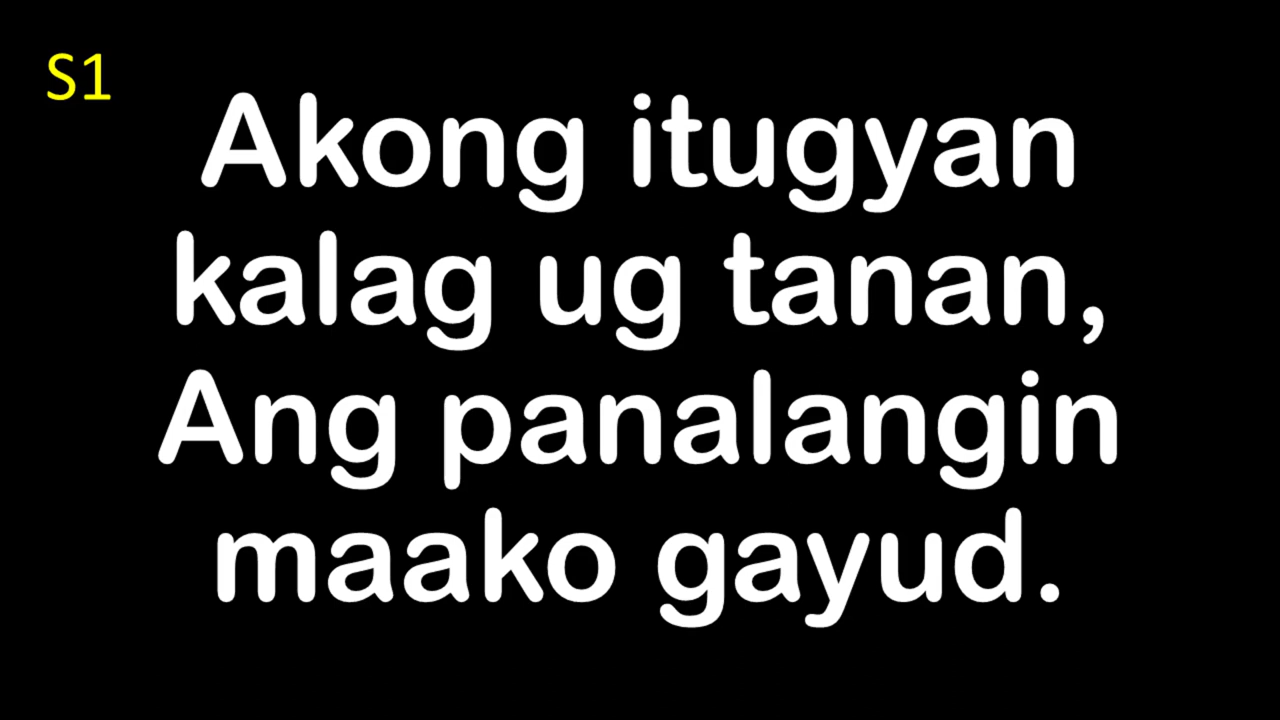 S1
Akong itugyan
kalag ug tanan,
Ang panalangin
maako gayud.